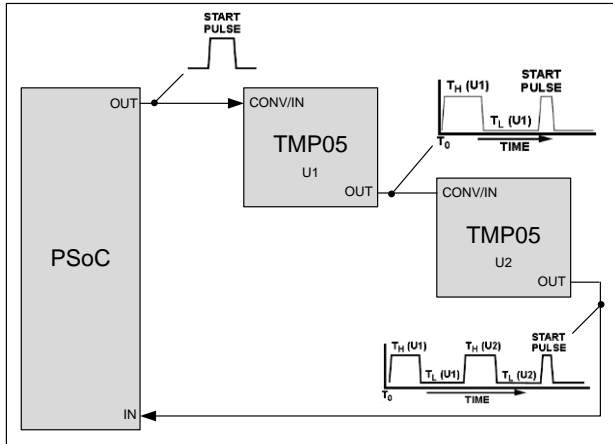 START
PULSE
OUT
CONV/IN
TMP05
U1
OUT
T_H (U1)
START
PULSE
T_L (U1)
T_0
TIME
PSoC
CONV/IN
TMP05
U2
OUT
T_H (U1)
T_H (U2)
START
PULSE
T_L (U1)
T_L (U2)
T_0
TIME
IN